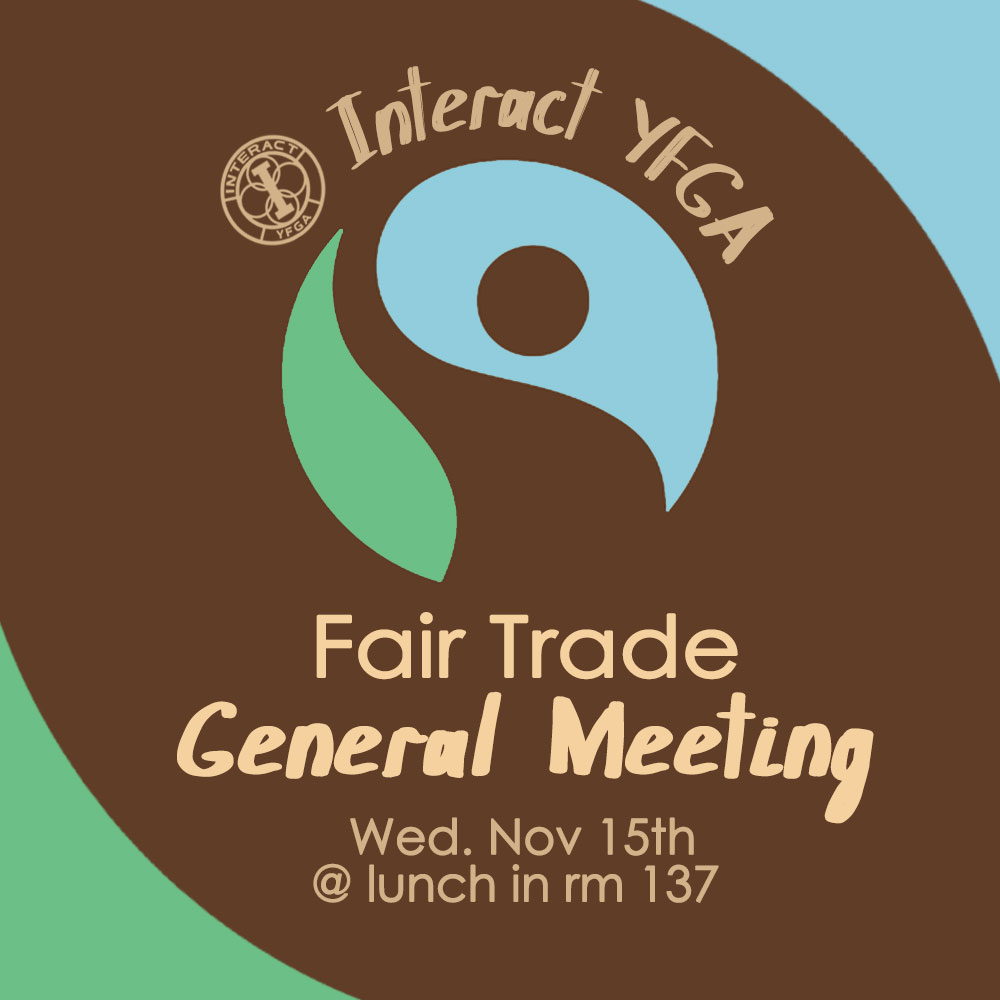 Interact YFGA
INTERACT
I
YFGA
Fair Trade
General Meeting
Wed. Nov 15th
@ lunch in rm 137